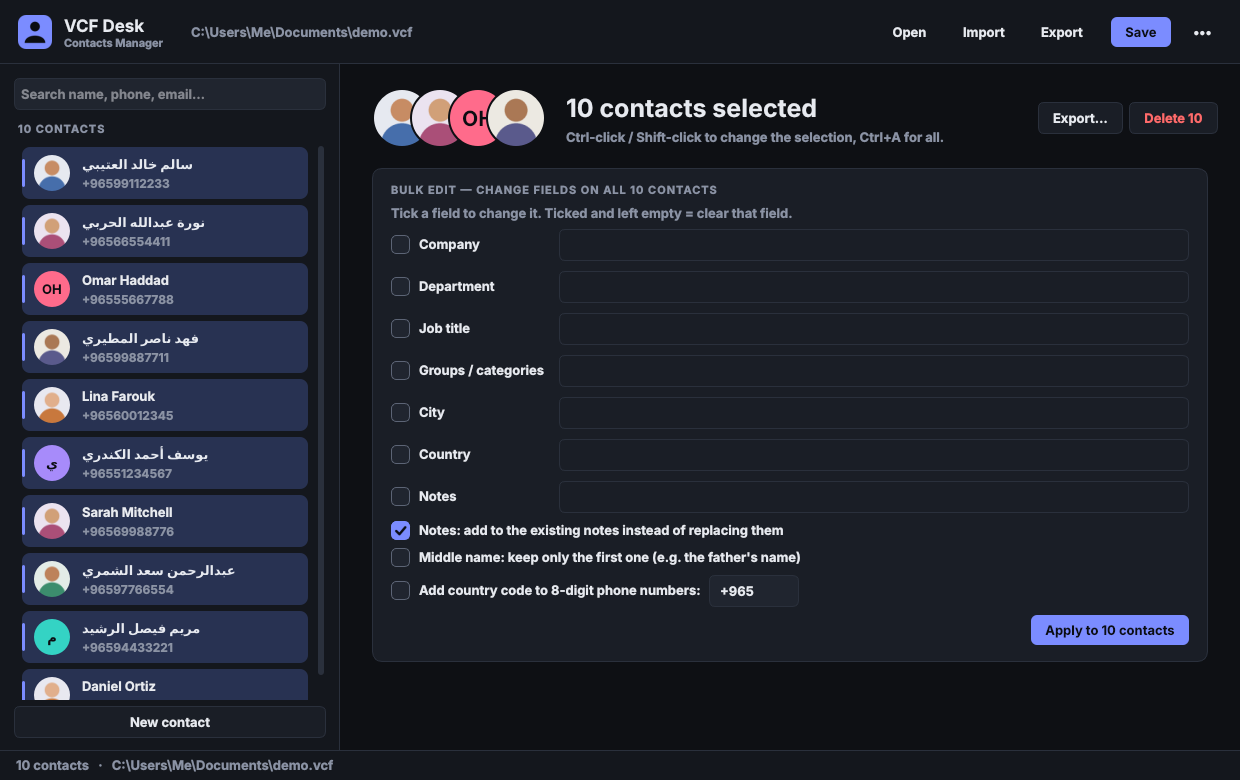 VCF Desk
Contacts Manager
C:\Users\Me\Documents\demo.vcf
Open
Import
Export
Save
•••
Search name, phone, email...
10 CONTACTS
سالم خالد العتيبي
+96599112233
نورة عبدالله الحربي
+96566554411
OH
Omar Haddad
+96555667788
فهد ناصر المطيري
+96599887711
Lina Farouk
+96560012345
ي
يوسف أحمد الكندري
+96551234567
Sarah Mitchell
+96569988776
عبدالرحمن سعد الشمري
+96597766554
م
مريم فيصل الرشيد
+96594433221
Daniel Ortiz
New contact
OH
10 contacts selected
Ctrl-click / Shift-click to change the selection, Ctrl+A for all.
Export...
Delete 10
BULK EDIT — CHANGE FIELDS ON ALL 10 CONTACTS
Tick a field to change it. Ticked and left empty = clear that field.
Company
Department
Job title
Groups / categories
City
Country
Notes
Notes: add to the existing notes instead of replacing them
Middle name: keep only the first one (e.g. the father's name)
Add country code to 8-digit phone numbers: +965
Apply to 10 contacts
10 contacts · C:\Users\Me\Documents\demo.vcf